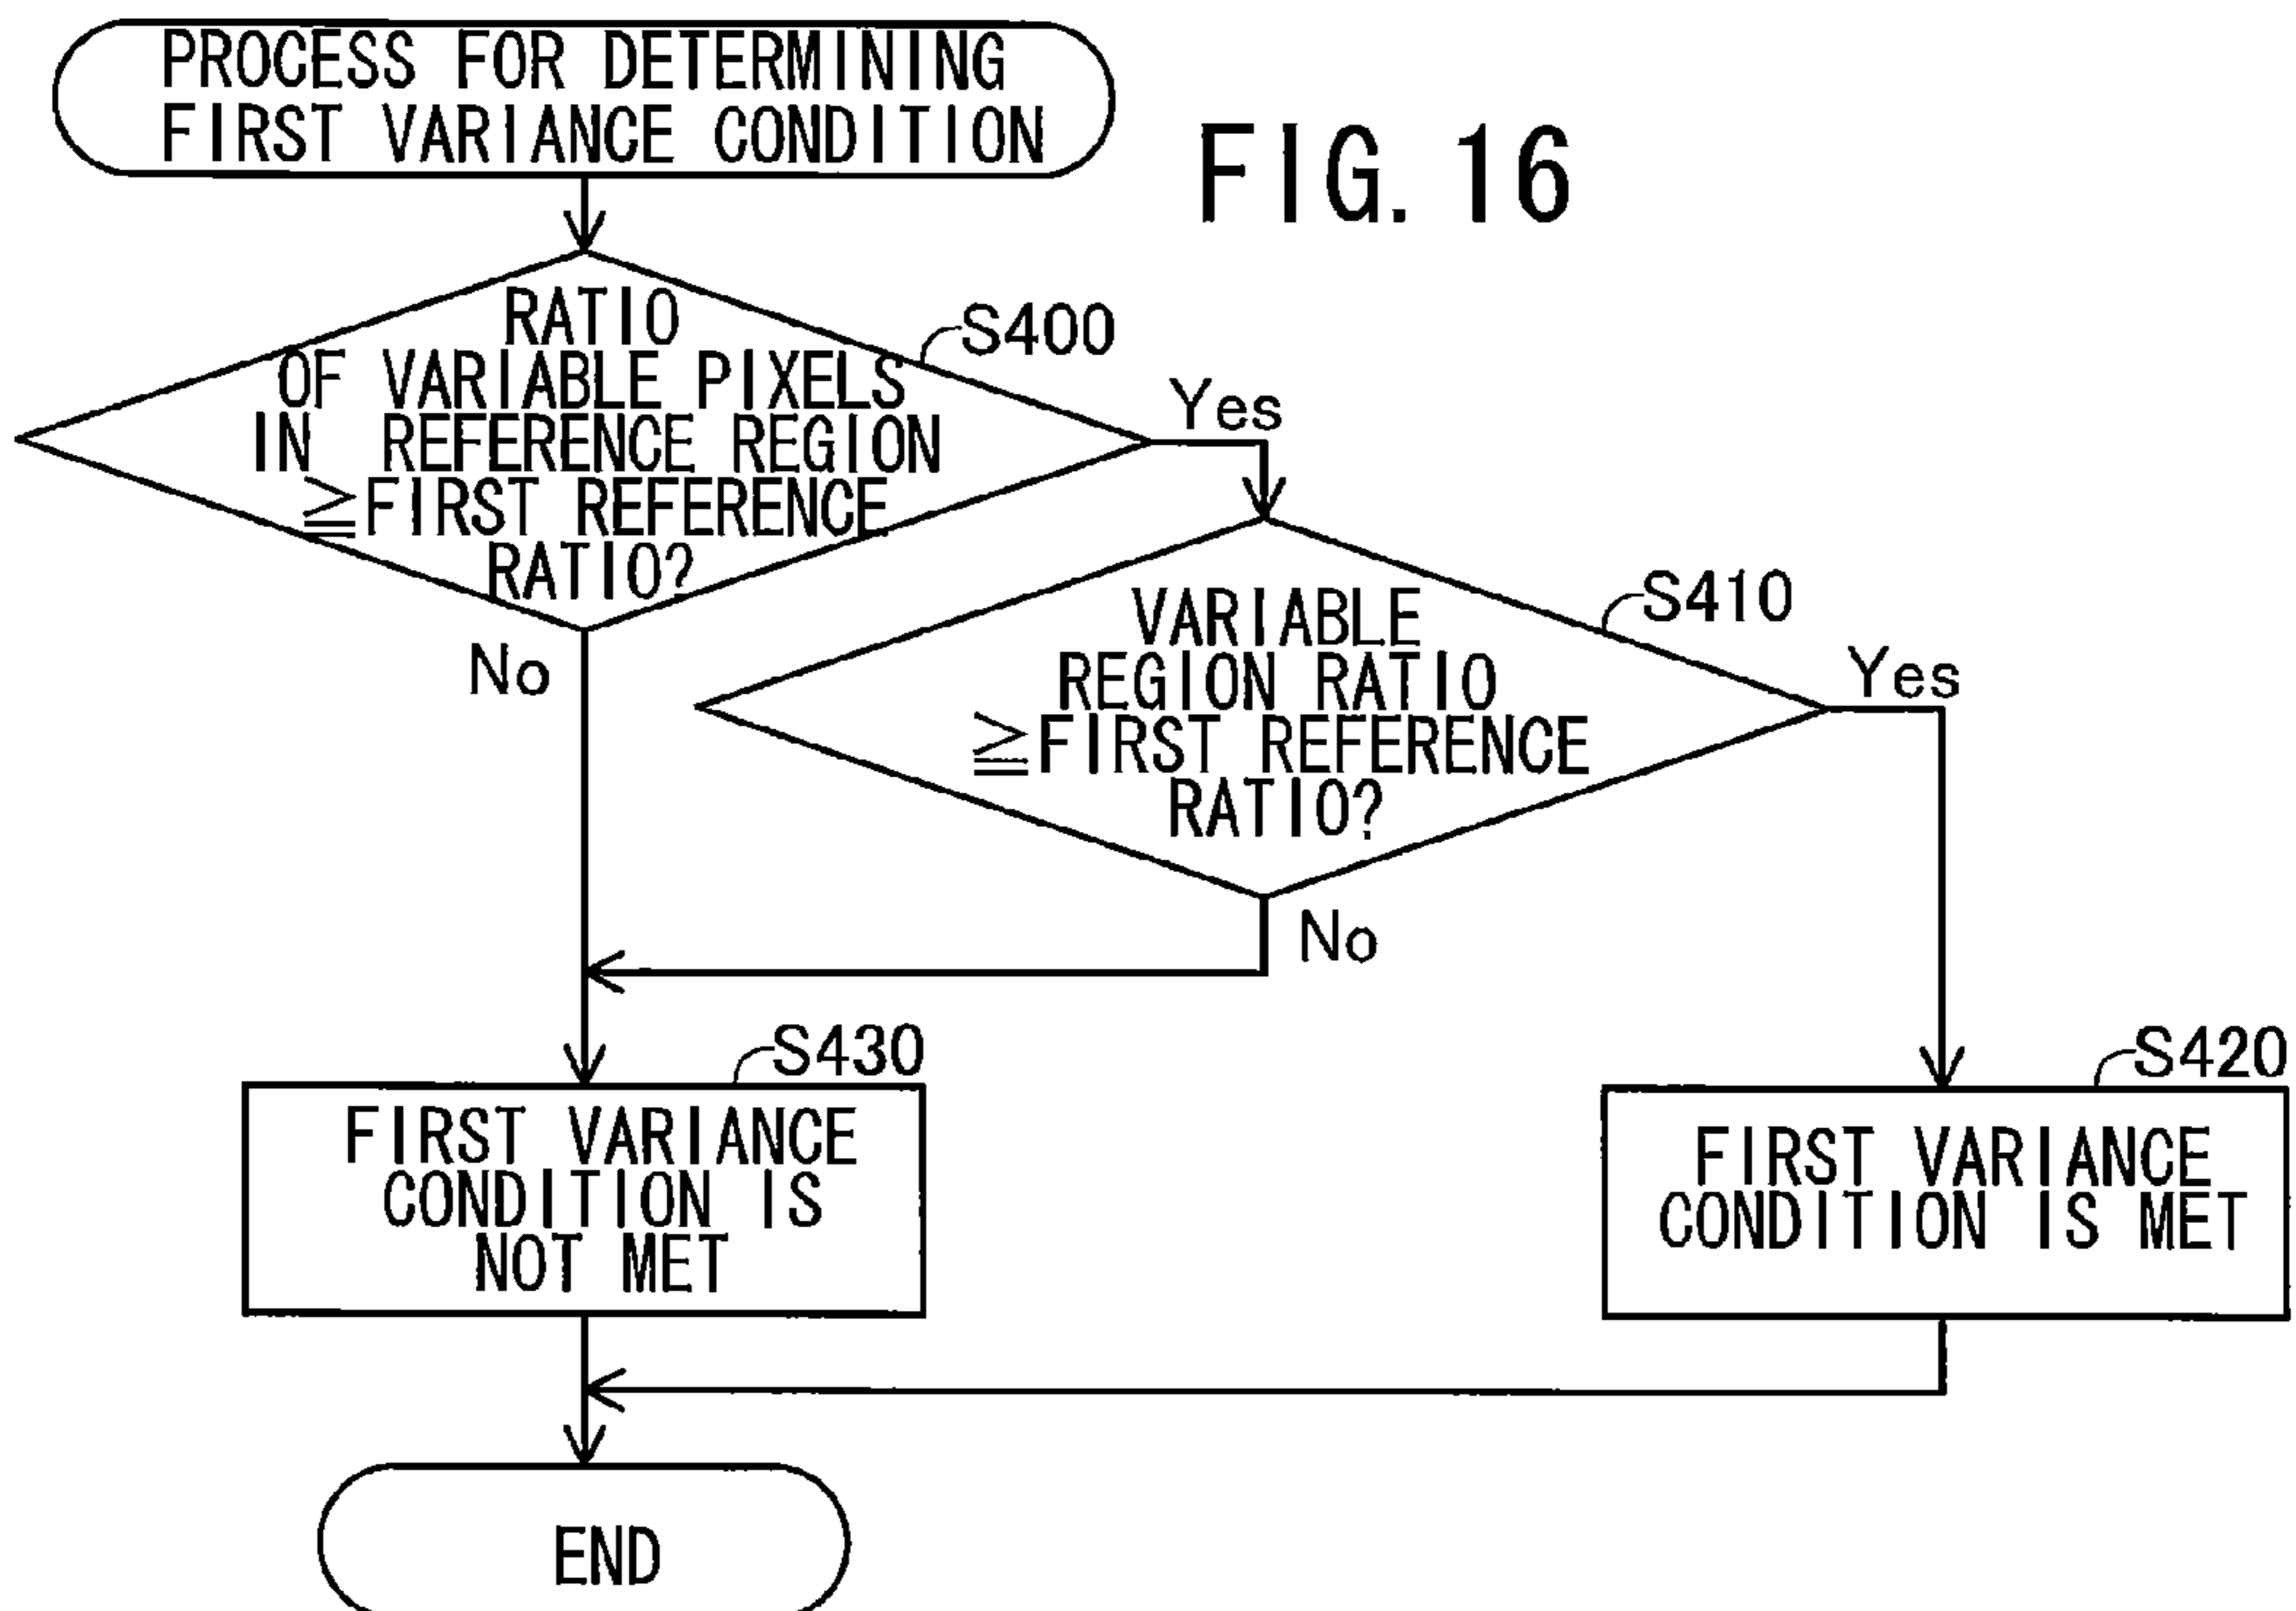 PROCESS FOR DETERMINING
FIRST VARIANCE CONDITION
FIG. 16
RATIO
OF VARIABLE PIXELS
IN REFERENCE REGION
≧FIRST REFERENCE
RATIO?
S400
Yes
No
VARIABLE
REGION RATIO
≧FIRST REFERENCE
RATIO?
S410
Yes
No
S430
FIRST VARIANCE
CONDITION IS
NOT MET
S420
FIRST VARIANCE
CONDITION IS MET
END